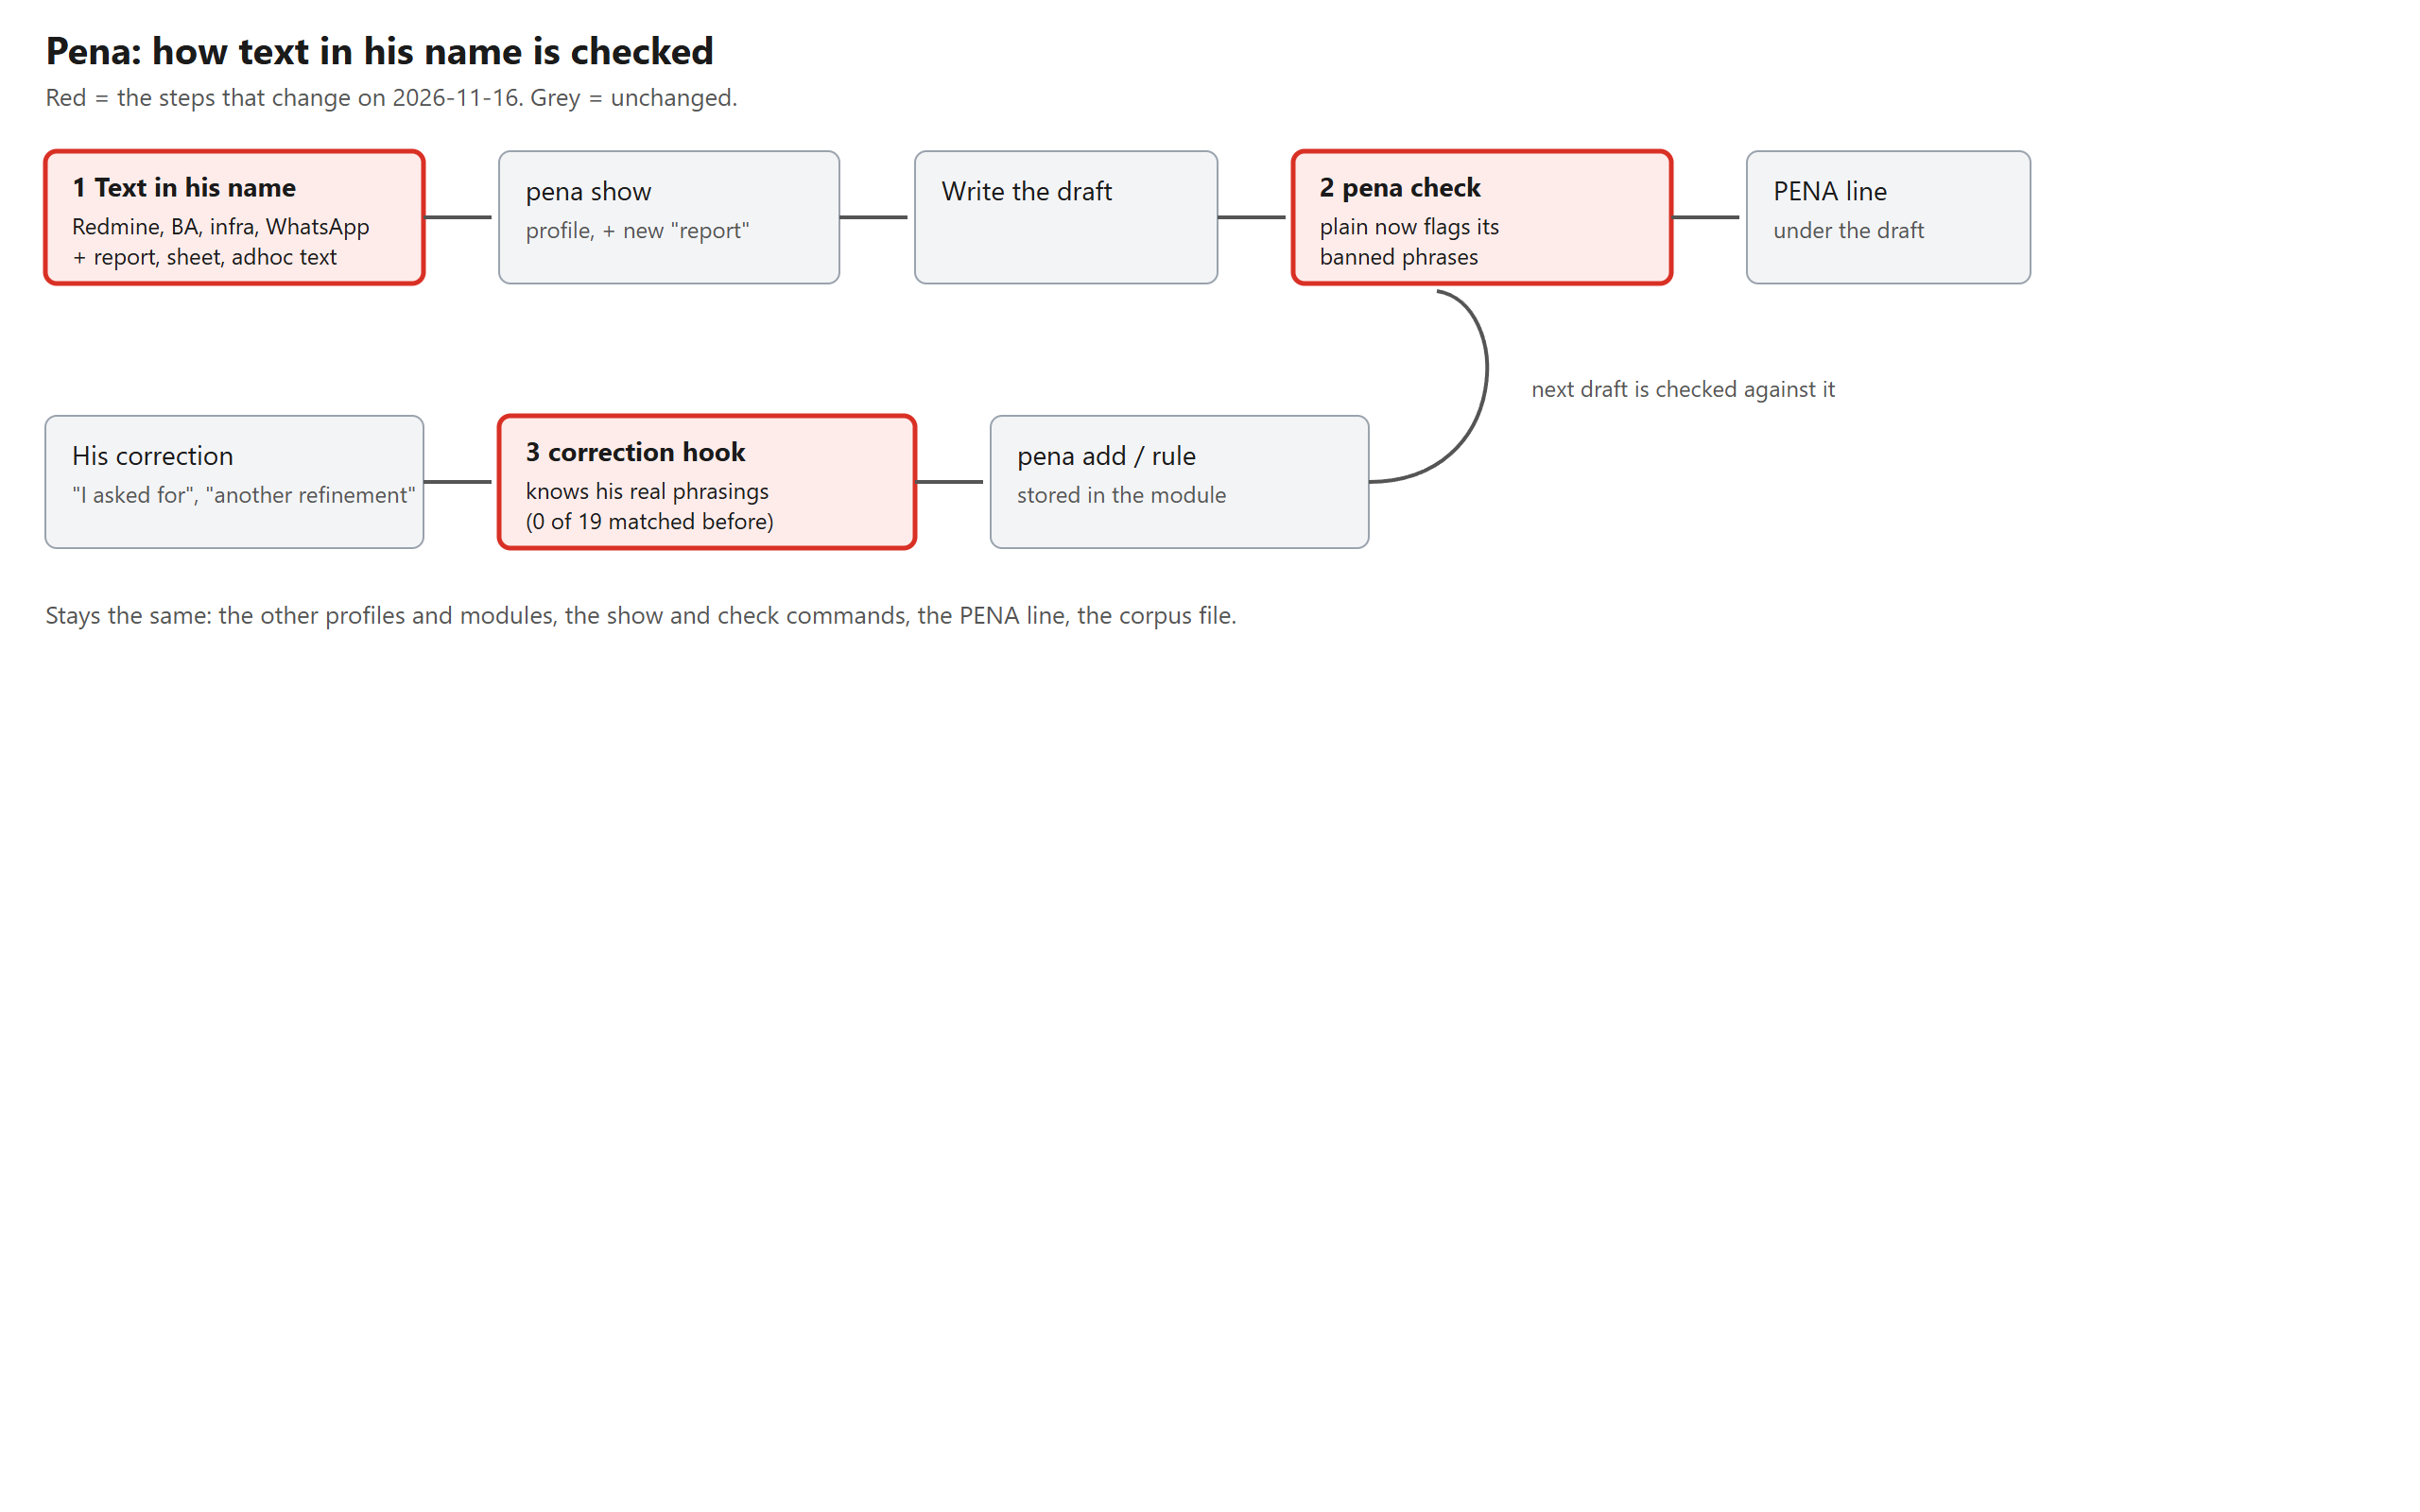 Pena: how text in his name is checked
Red = the steps that change on 2026-11-16. Grey = unchanged.
1 Text in his name
Redmine, BA, infra, WhatsApp
+ report, sheet, adhoc text
pena show
profile, + new "report"
Write the draft
2 pena check
plain now flags its
banned phrases
PENA line
under the draft
next draft is checked against it
His correction
"I asked for", "another refinement"
3 correction hook
knows his real phrasings
(0 of 19 matched before)
pena add / rule
stored in the module
Stays the same: the other profiles and modules, the show and check commands, the PENA line, the corpus file.